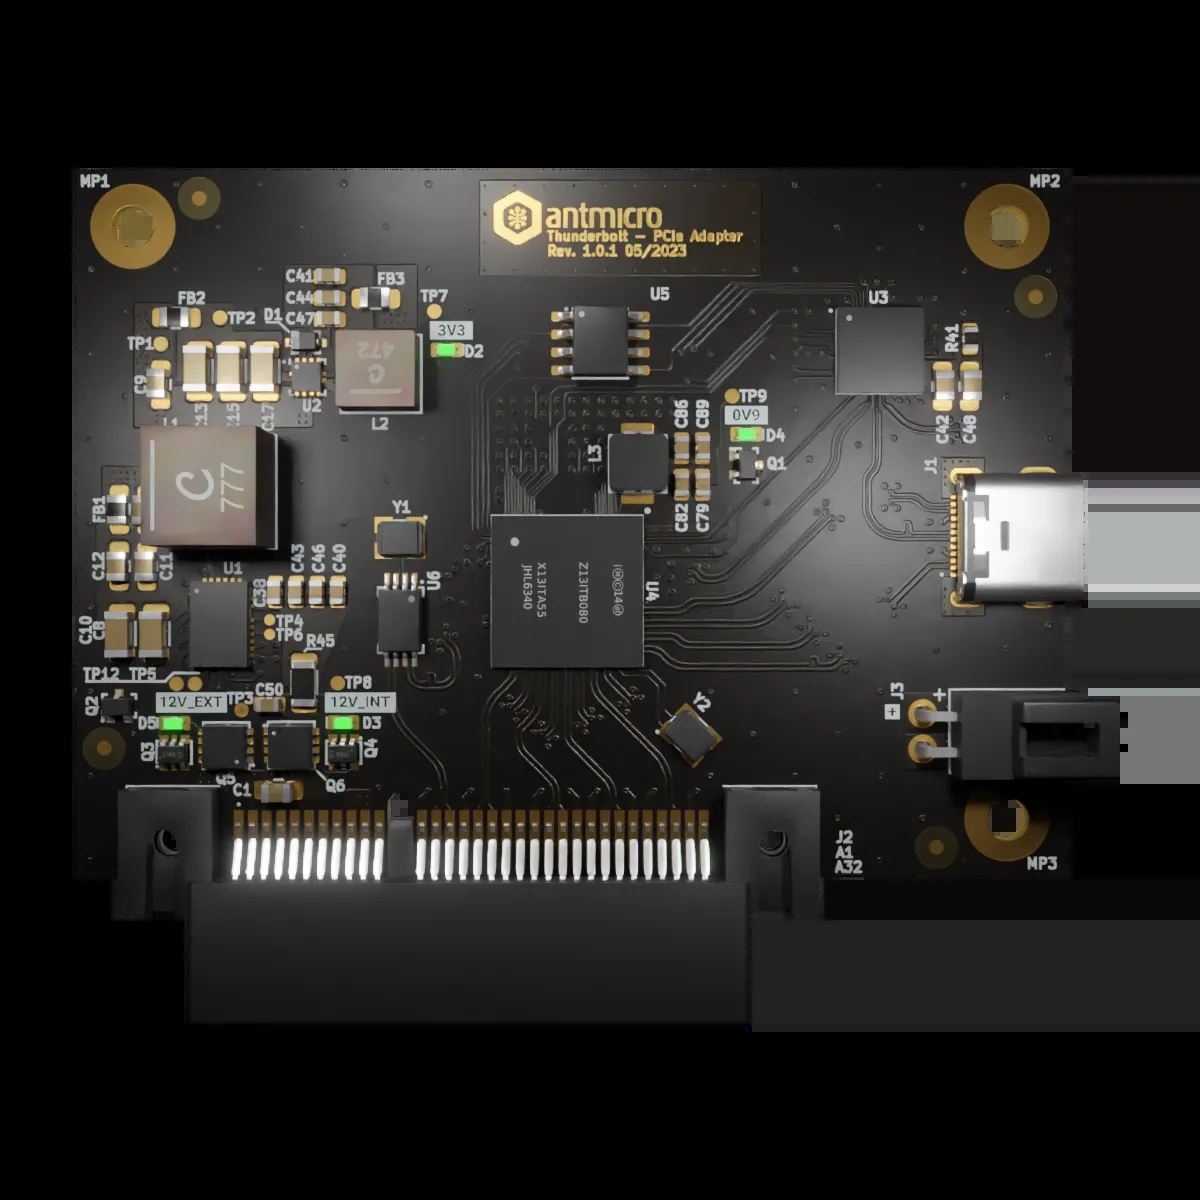 MP1
MP2
antmicro
Thunderbolt – PCIe Adapter
Rev. 1.0.1 05/2023
C41
FB3
C44
FB2
TP7
U5
U3
TP2
D1
C47
3V3
TP1
D2
R41
472
C
C9
U2
TP9
C86
C89
0V9
C13
C15
C17
L2
D4
C42
C48
L1
L3
Q1
J1
C
777
FB1
Y1
C82
C79
C12
C11
C43
C46
C40
U1
U6
C38
X13ITA55
JHL6340
Z13ITB080
U4
C10
C8
TP4
TP6
R45
TP12
TP5
TP8
Q2
12V_EXT
TP3
C50
12V_INT
Y2
J3
+
+
D5
D3
Q3
Q4
Q5
Q6
C1
J2
A1
A32
MP3